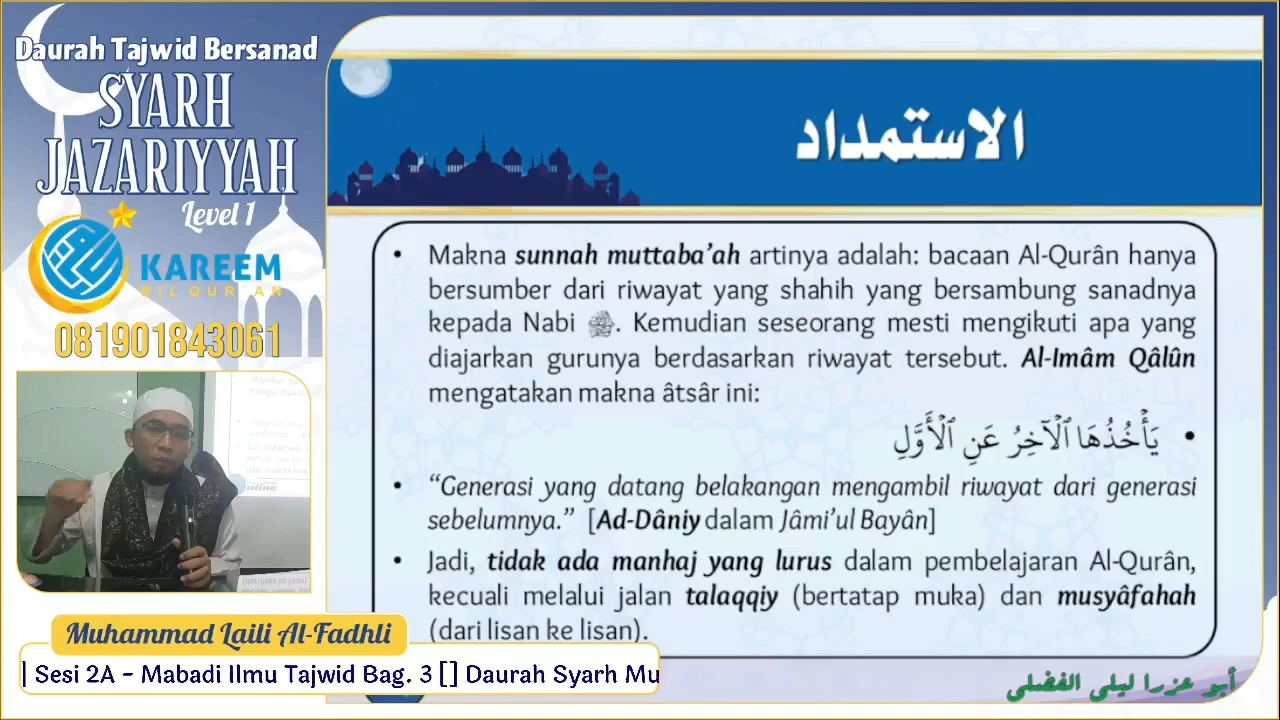 Daurah Tajwid Bersanad
SYARH
JAZARIYYAH
Level 1
KAREEM
BILQUR'AN
081901843061
الاستمداد
• Makna sunnah muttaba'ah artinya adalah: bacaan Al-Qurân hanya
bersumber dari riwayat yang shahih yang bersambung sanadnya
kepada Nabi ﷺ. Kemudian seseorang mesti mengikuti apa yang
diajarkan gurunya berdasarkan riwayat tersebut. Al-Imâm Qâlûn
mengatakan makna âtsâr ini:
• يَأْخُذُهَا الْآخِرُ عَنِ الْأَوَّلِ
• "Generasi yang datang belakangan mengambil riwayat dari generasi
sebelumnya." [Ad-Dâniy dalam Jâmi'ul Bayân]
• Jadi, tidak ada manhaj yang lurus dalam pembelajaran Al-Qurân,
kecuali melalui jalan talaqqiy (bertatap muka) dan musyâfahah
(dari lisan ke lisan).
Muhammad Laili Al-Fadhli
| Sesi 2A - Mabadi Ilmu Tajwid Bag. 3 [] Daurah Syarh Mu
أبو عزرا ليلى الفضلى